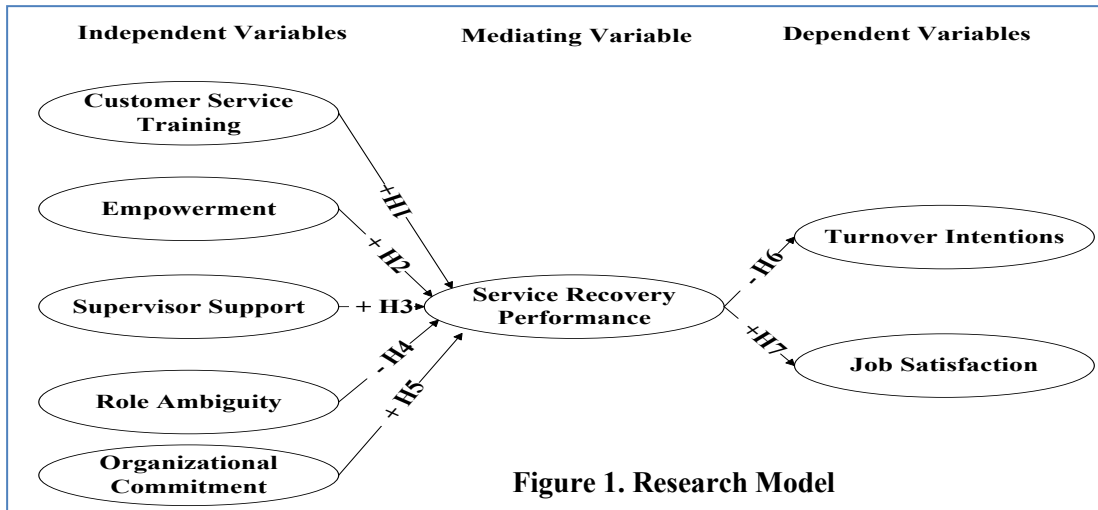 Independent Variables
Mediating Variable
Dependent Variables
Customer Service
Training
+H1
Empowerment
+ H2
Supervisor Support
+ H3
Role Ambiguity
- H4
Organizational
Commitment
+ H5
Service Recovery
Performance
- H6
Turnover Intentions
+H7
Job Satisfaction
Figure 1. Research Model